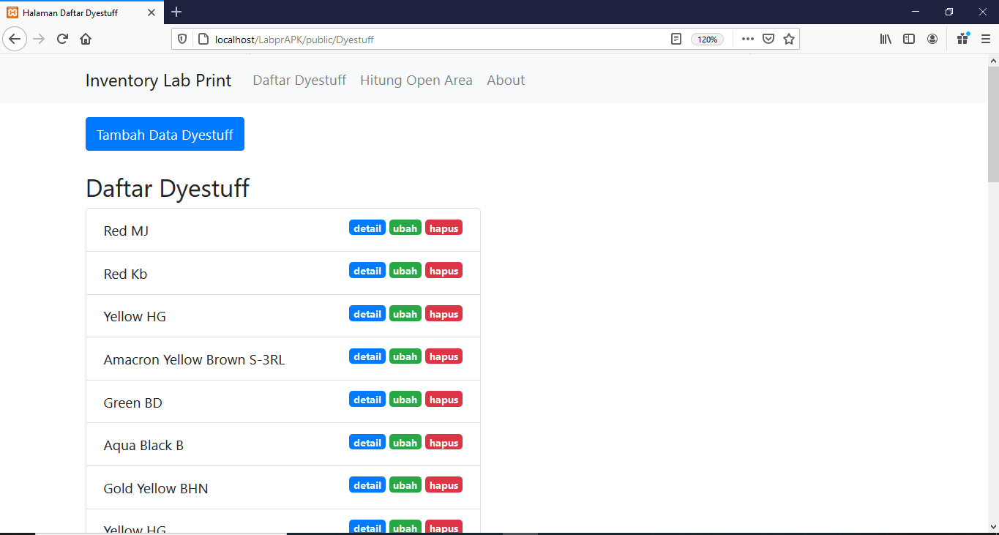 Halaman Daftar Dyestuff
localhost/LabprAPK/public/Dyestuff 120%
Inventory Lab Print Daftar Dyestuff Hitung Open Area About
Tambah Data Dyestuff
Daftar Dyestuff
Red MJ detail ubah hapus
Red Kb detail ubah hapus
Yellow HG detail ubah hapus
Amacron Yellow Brown S-3RL detail ubah hapus
Green BD detail ubah hapus
Aqua Black B detail ubah hapus
Gold Yellow BHN detail ubah hapus
Yellow HG detail ubah hapus